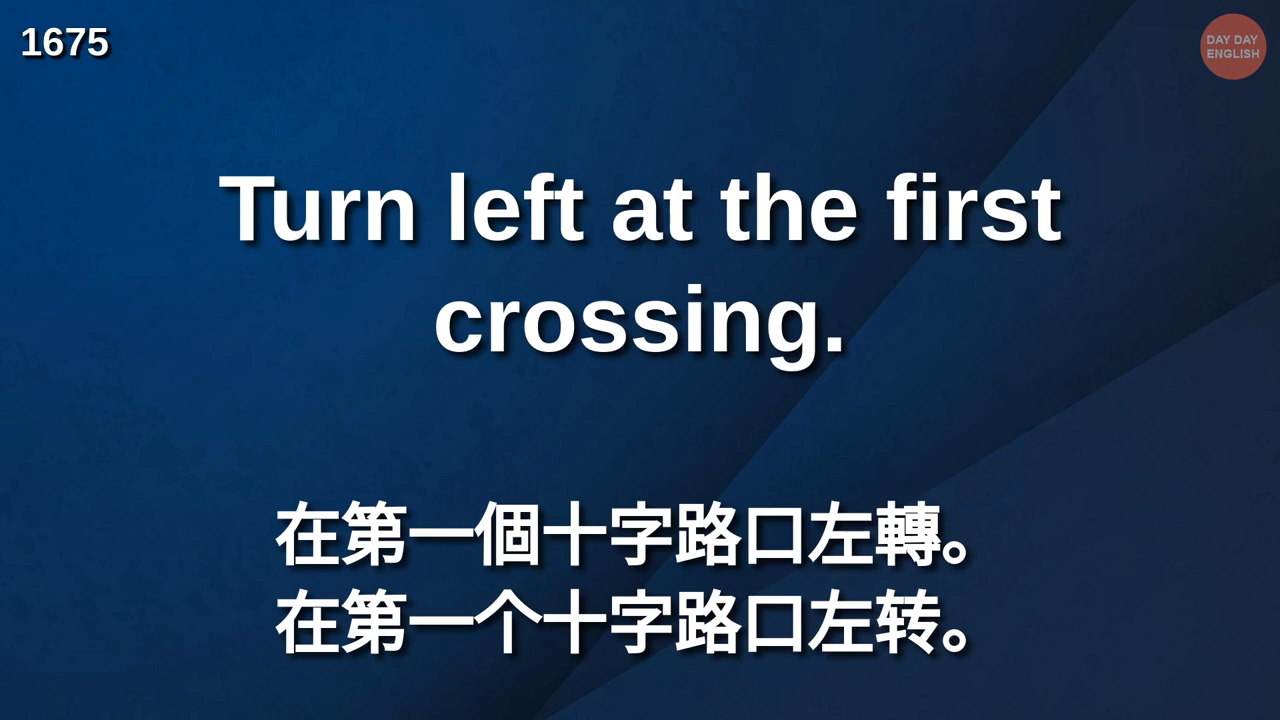 1675
DAY DAY
ENGLISH
Turn left at the first
crossing.
在第一個十字路口左轉。
在第一个十字路口左转。